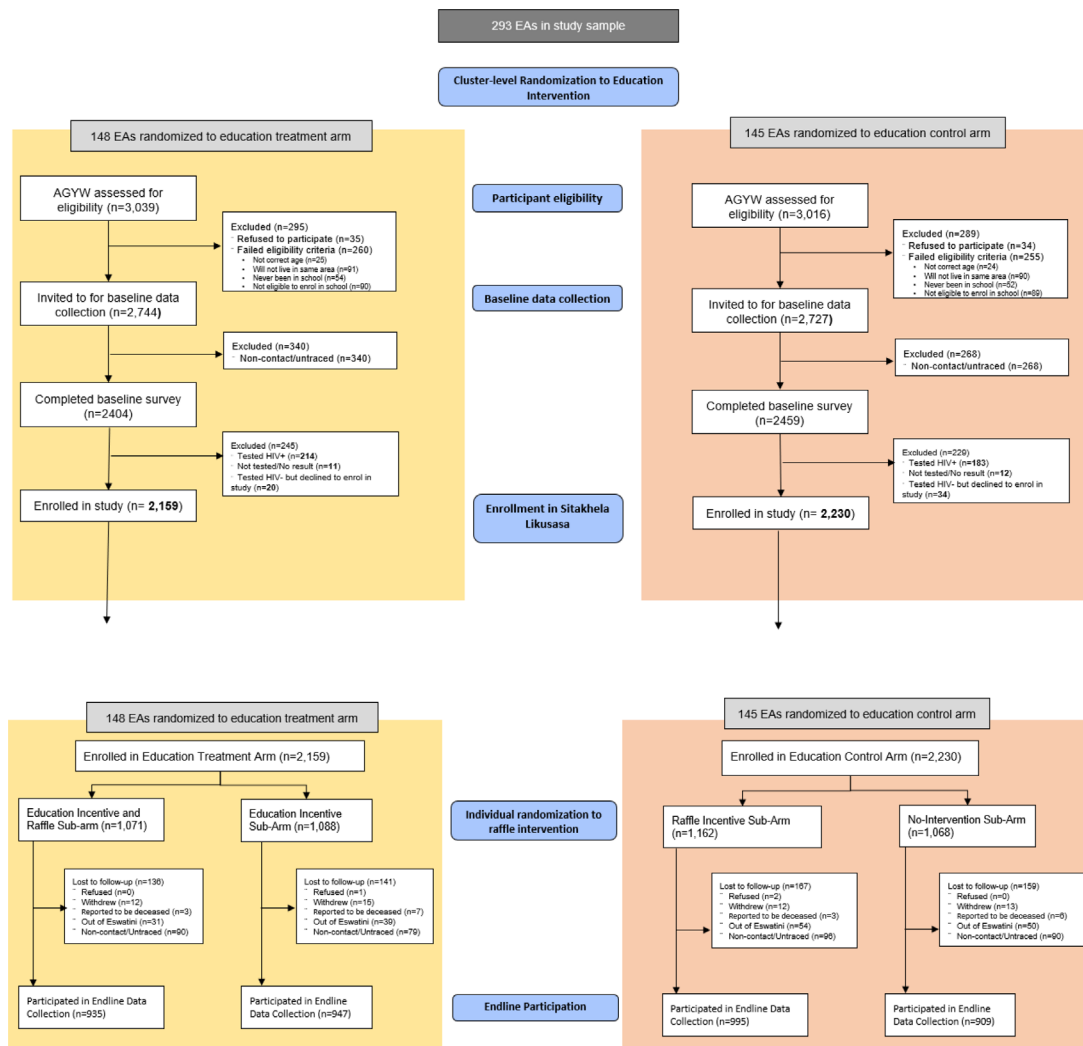 293 EAs in study sample
Cluster-level Randomization to Education
Intervention
148 EAs randomized to education treatment arm
145 EAs randomized to education control arm
AGYW assessed for
eligibility (n=3,039)
Excluded (n=295)
- Refused to participate (n=35)
- Failed eligibility criteria (n=260)
• Not correct age (n=25)
• Will not live in same area (n=91)
• Never been in school (n=54)
• Not eligible to enrol in school (n=90)
Invited to for baseline data
collection (n=2,744)
Excluded (n=340)
- Non-contact/untraced (n=340)
Completed baseline survey
(n=2404)
Excluded (n=245)
- Tested HIV+ (n=214)
- Not tested/No result (n=11)
- Tested HIV- but declined to enrol in
study (n=20)
Enrolled in study (n= 2,159)
Participant eligibility
Baseline data collection
Enrollment in Sitakhela
Likusasa
AGYW assessed for
eligibility (n=3,016)
Excluded (n=289)
- Refused to participate (n=34)
- Failed eligibility criteria (n=255)
• Not correct age (n=24)
• Will not live in same area (n=90)
• Never been in school (n=52)
• Not eligible to enrol in school (n=89)
Invited to for baseline data
collection (n=2,727)
Excluded (n=268)
- Non-contact/untraced (n=268)
Completed baseline survey
(n=2459)
Excluded (n=229)
- Tested HIV+ (n=183)
- Not tested/No result (n=12)
- Tested HIV- but declined to enrol in
study (n=34)
Enrolled in study (n= 2,230)
148 EAs randomized to education treatment arm
145 EAs randomized to education control arm
Enrolled in Education Treatment Arm (n=2,159)
Education Incentive and
Raffle Sub-arm (n=1,071)
Education Incentive
Sub-Arm (n=1,088)
Lost to follow-up (n=136)
- Refused (n=0)
- Withdrew (n=12)
- Reported to be deceased (n=3)
- Out of Eswatini (n=31)
- Non-contact/Untraced (n=90)
Lost to follow-up (n=141)
- Refused (n=1)
- Withdrew (n=15)
- Reported to be deceased (n=7)
- Out of Eswatini (n=39)
- Non-contact/Untraced (n=79)
Participated in Endline Data
Collection (n=935)
Participated in Endline
Data Collection (n=947)
Individual randomization to
raffle intervention
Endline Participation
Enrolled in Education Control Arm (n=2,230)
Raffle Incentive Sub-Arm
(n=1,162
No-Intervention Sub-Arm
(n=1,068)
Lost to follow-up (n=167)
- Refused (n=2)
- Withdrew (n=12)
- Reported to be deceased (n=3)
- Out of Eswatini (n=54)
- Non-contact/Untraced (n=96)
Lost to follow-up (n=159)
- Refused (n=0)
- Withdrew (n=13)
- Reported to be deceased (n=6)
- Out of Eswatini (n=50)
- Non-contact/Untraced (n=90)
Participated in Endline Data
Collection (n=995)
Participated in Endline
Data Collection (n=909)